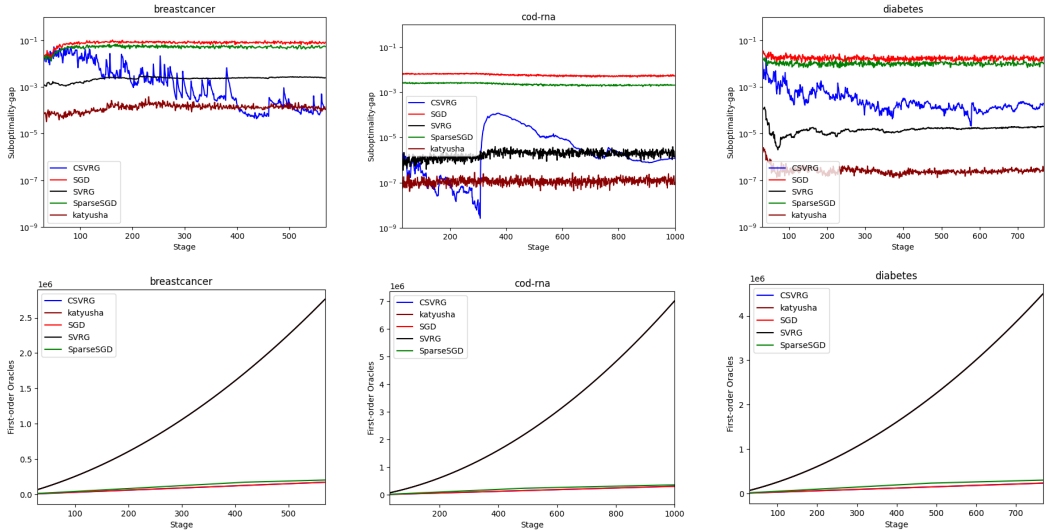 breastcancer
10⁻¹
10⁻³
10⁻⁵
10⁻⁷
10⁻⁹
Suboptimality-gap
CSVRG
SGD
SVRG
SparseSGD
katyusha
100 200 300 400 500
Stage
cod-rna
10⁻¹
10⁻³
10⁻⁵
10⁻⁷
10⁻⁹
Suboptimality-gap
CSVRG
SGD
SVRG
SparseSGD
katyusha
200 400 600 800 1000
Stage
diabetes
10⁻¹
10⁻³
10⁻⁵
10⁻⁷
10⁻⁹
Suboptimality-gap
CSVRG
SGD
SVRG
SparseSGD
katyusha
100 200 300 400 500 600 700
Stage
breastcancer
1e6
2.5
2.0
1.5
1.0
0.5
0.0
First-order Oracles
CSVRG
katyusha
SGD
SVRG
SparseSGD
100 200 300 400 500
Stage
cod-rna
1e6
7
6
5
4
3
2
1
0
First-order Oracles
CSVRG
katyusha
SGD
SVRG
SparseSGD
200 400 600 800 1000
Stage
diabetes
1e6
4
2
0
First-order Oracles
CSVRG
katyusha
SGD
SVRG
SparseSGD
100 200 300 400 500 600 700
Stage